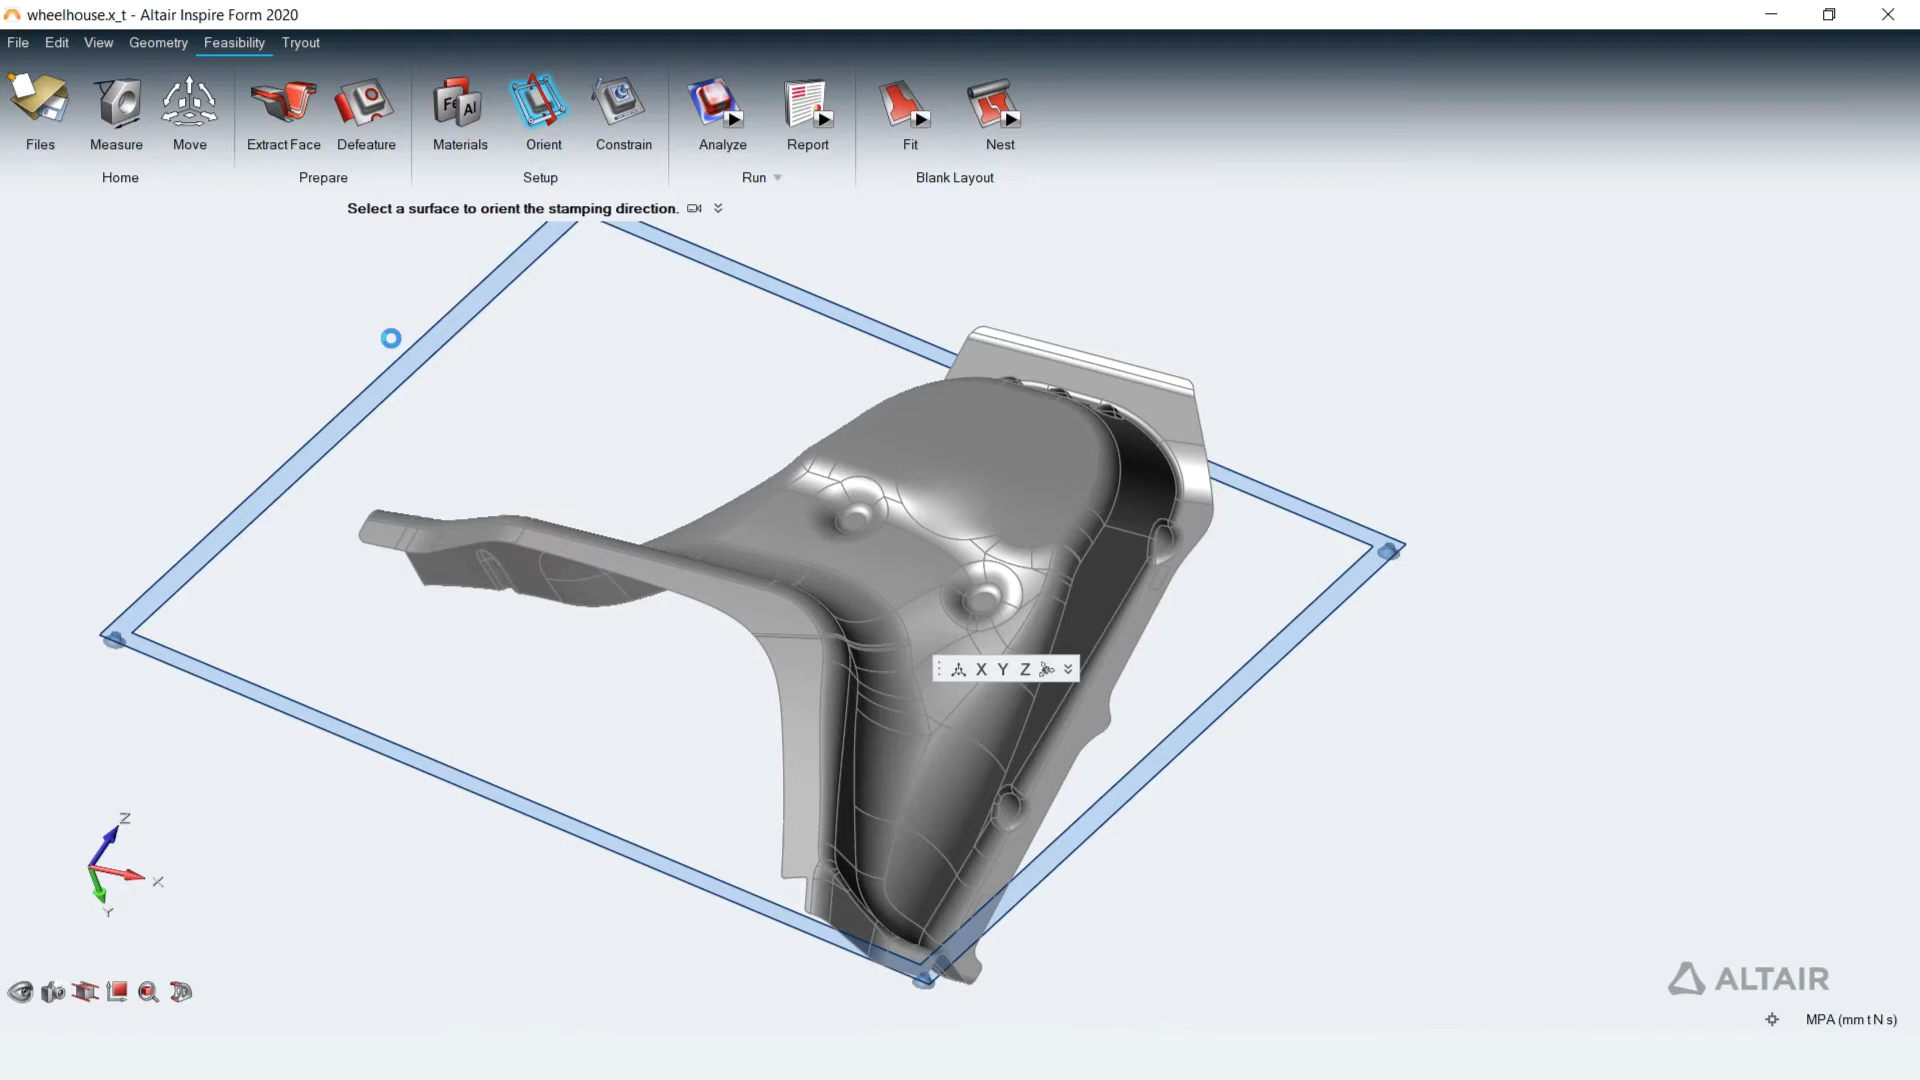 wheelhouse.x_t - Altair Inspire Form 2020
File Edit View Geometry Feasibility Tryout
Fe Al
Files Measure Move Extract Face Defeature Materials Orient Constrain Analyze Report Fit Nest
Home Prepare Setup Run Blank Layout
Select a surface to orient the stamping direction.
X Y Z
Z
X
Y
ALTAIR
MPA (mm t N s)